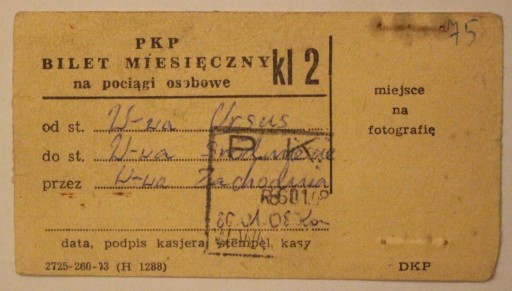 75
PKP
BILET MIESIĘCZNY
na pociągi osobowe
kl 2
od st. W-wa Ursus
do st. W-wa Śródmieście
przez W-wa Zachodnia
P K
data, podpis kasjera, stempel kasy
2725-260-73 (H 1288)
miejsce
na
fotografię
DKP